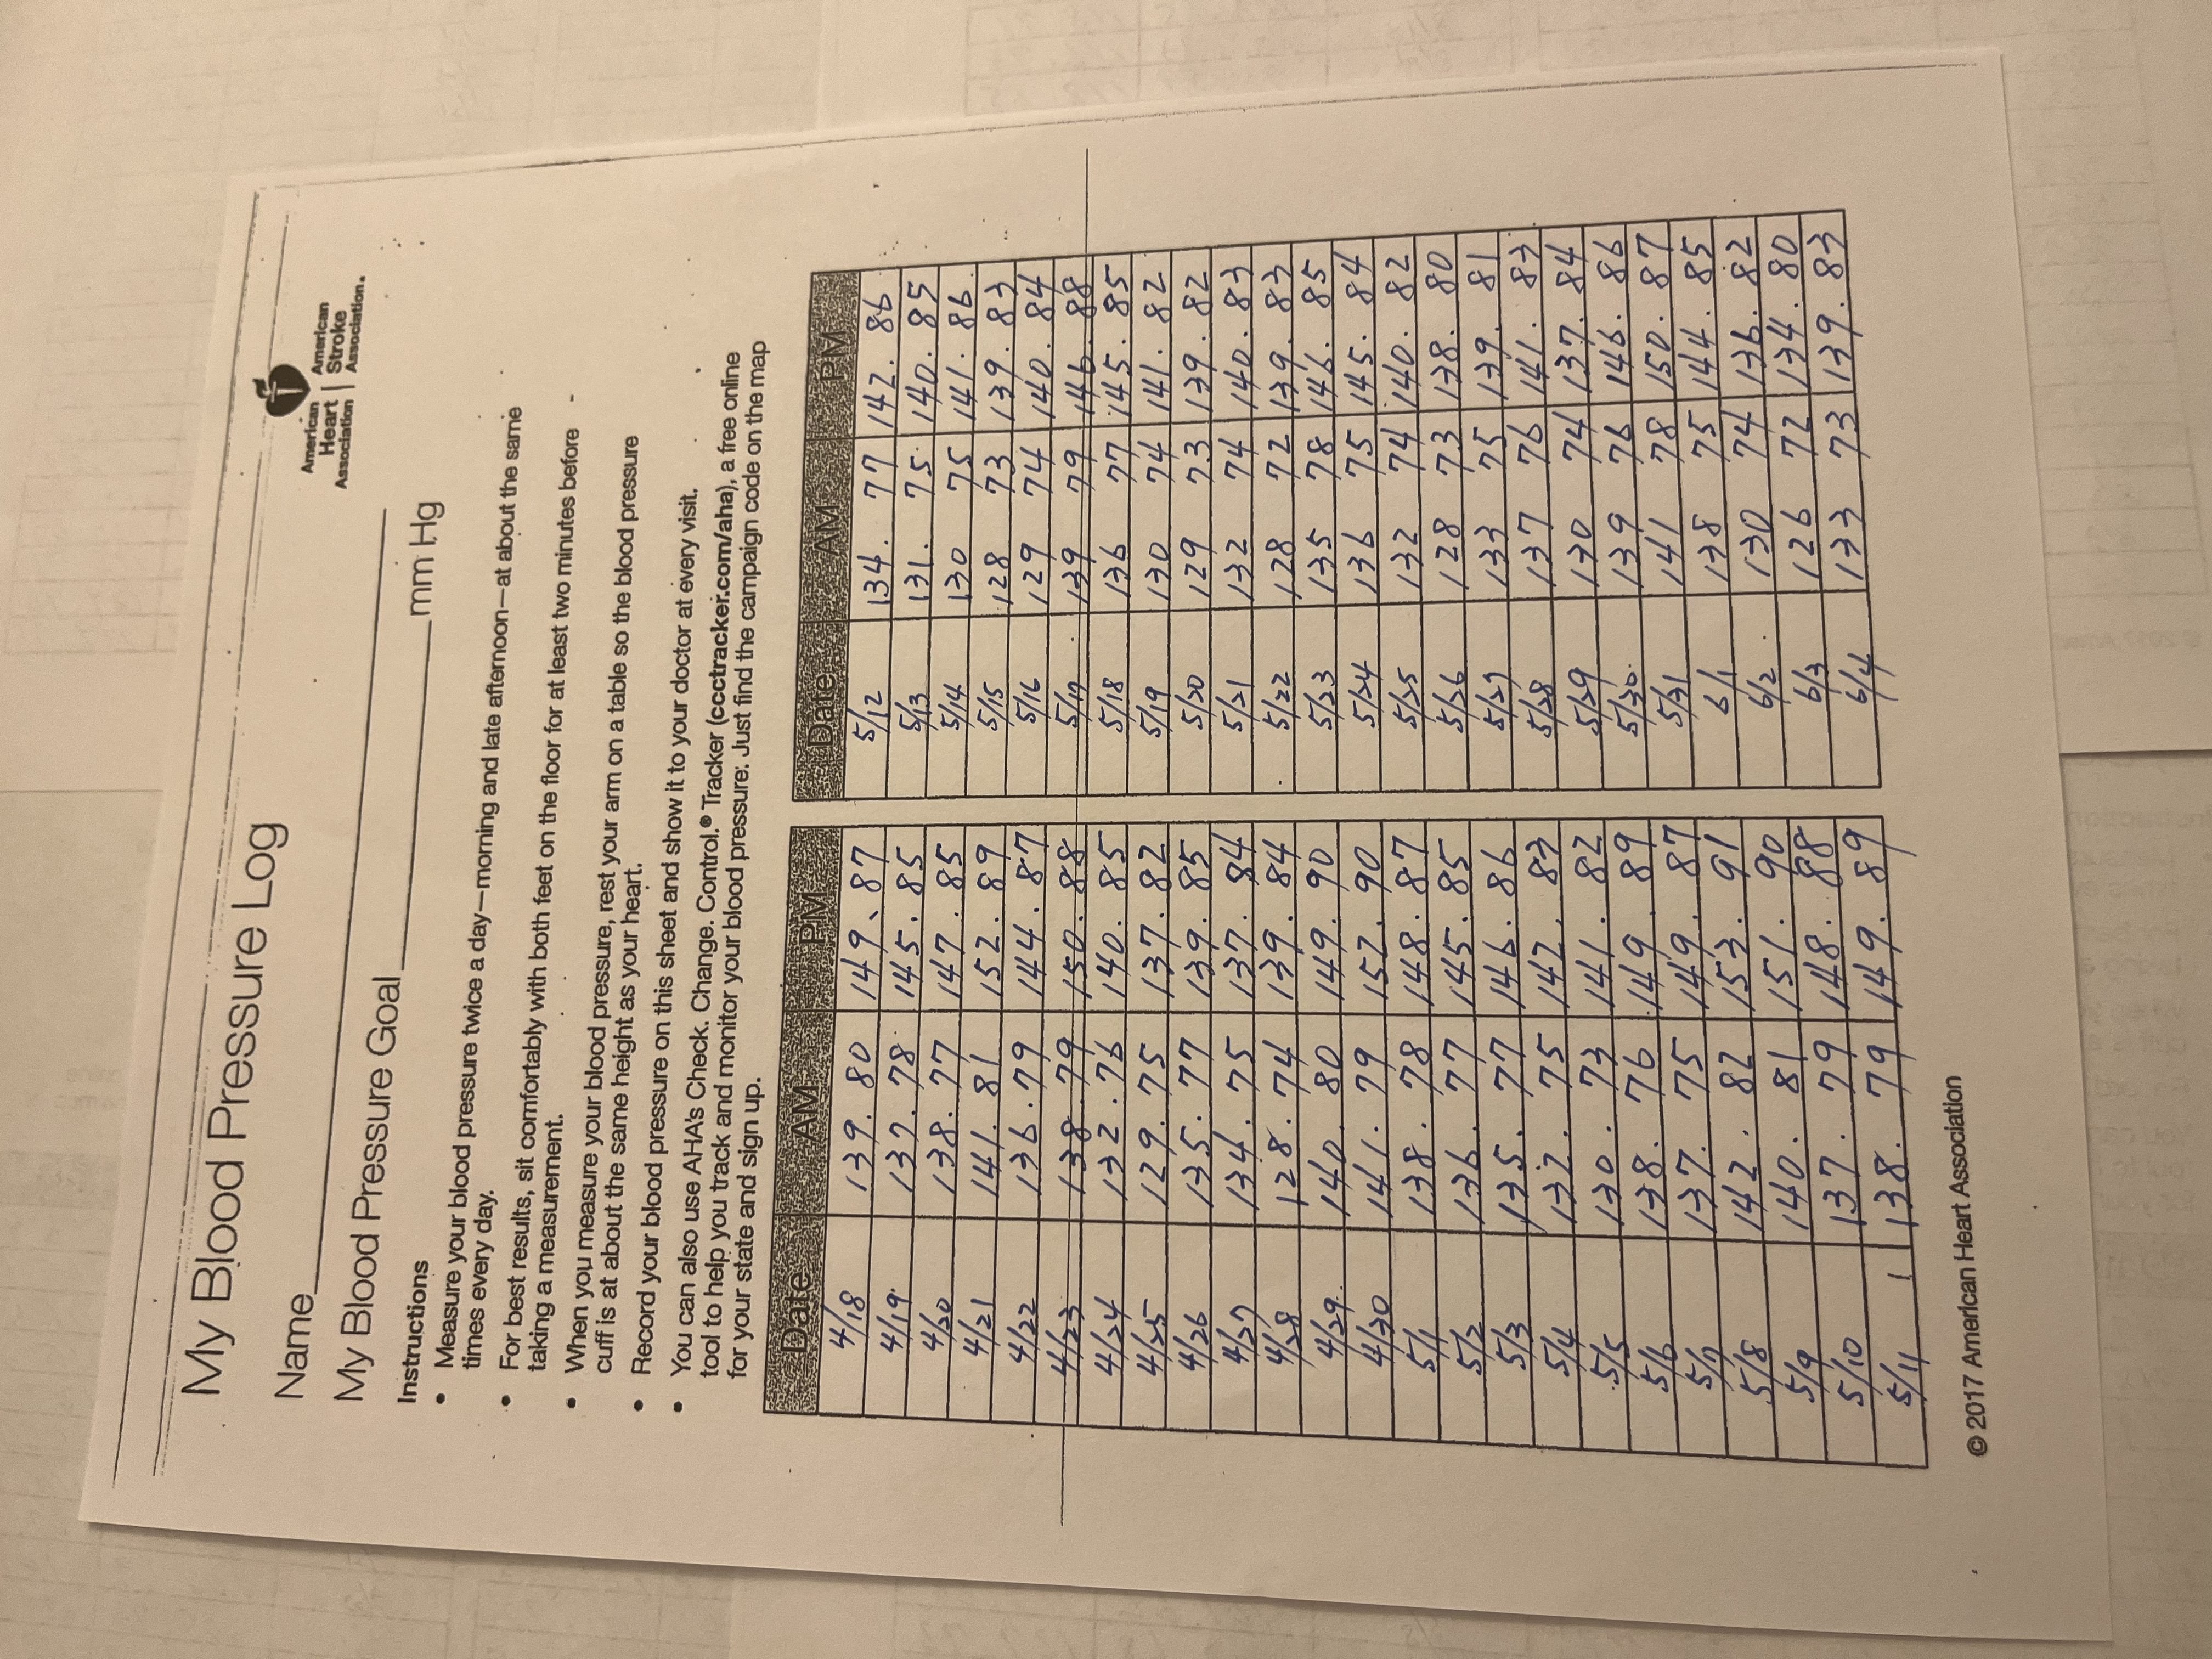 My Blood Pressure Log
American Heart Association | American Stroke Association.
Name
My Blood Pressure Goal mm Hg
Instructions
• Measure your blood pressure twice a day—morning and late afternoon—at about the same
times every day.
• For best results, sit comfortably with both feet on the floor for at least two minutes before
taking a measurement.
• When you measure your blood pressure, rest your arm on a table so the blood pressure
cuff is at about the same height as your heart.
• Record your blood pressure on this sheet and show it to your doctor at every visit.
• You can also use AHA's Check. Change. Control.® Tracker (ccctracker.com/aha), a free online
tool to help you track and monitor your blood pressure. Just find the campaign code on the map
for your state and sign up.
Date AM PM
4/18 139. 80 149. 87
4/19 137. 78 145. 85
4/20 138. 77 147. 85
4/21 141. 81 152. 89
4/22 136. 79 144. 87
4/23 138. 79 150. 88
4/24 132. 76 140. 85
4/25 129. 75 137. 82
4/26 135. 77 139. 85
4/27 134. 75 137. 84
4/28 128. 74 139. 84
4/29 140. 80 149. 90
4/30 141. 79 152. 90
5/1 138. 78 148. 87
5/2 136. 77 145. 85
5/3 135. 77 146. 86
5/4 132. 75 142. 83
5/5 130. 73 141. 82
5/6 138. 76 149. 89
5/7 137. 75 149. 87
5/8 142. 82 153. 91
5/9 140. 81 151. 90
5/10 137. 79 148. 88
5/11 138. 79 149. 89
Date AM PM
5/12 134. 77 142. 86
5/13 131. 75 140. 85
5/14 130 75 141. 86
5/15 128 73 139. 83
5/16 129 74 140. 84
5/17 139 79 146. 88
5/18 136 77 145. 85
5/19 130 74 141. 82
5/20 129 73 139. 82
5/21 132 74 140. 83
5/22 128 72 139. 83
5/23 135 78 146. 85
5/24 136 75 145. 84
5/25 132 74 140. 82
5/26 128 73 138. 80
5/27 133 75 139. 81
5/28 137 76 141. 83
5/29 130 74 137. 84
5/30 139 76 146. 86
5/31 141 78 150. 87
6/1 138 75 144. 85
6/2 130 74 136. 82
6/3 126 72 134. 80
6/4 133 73 139. 83
© 2017 American Heart Association